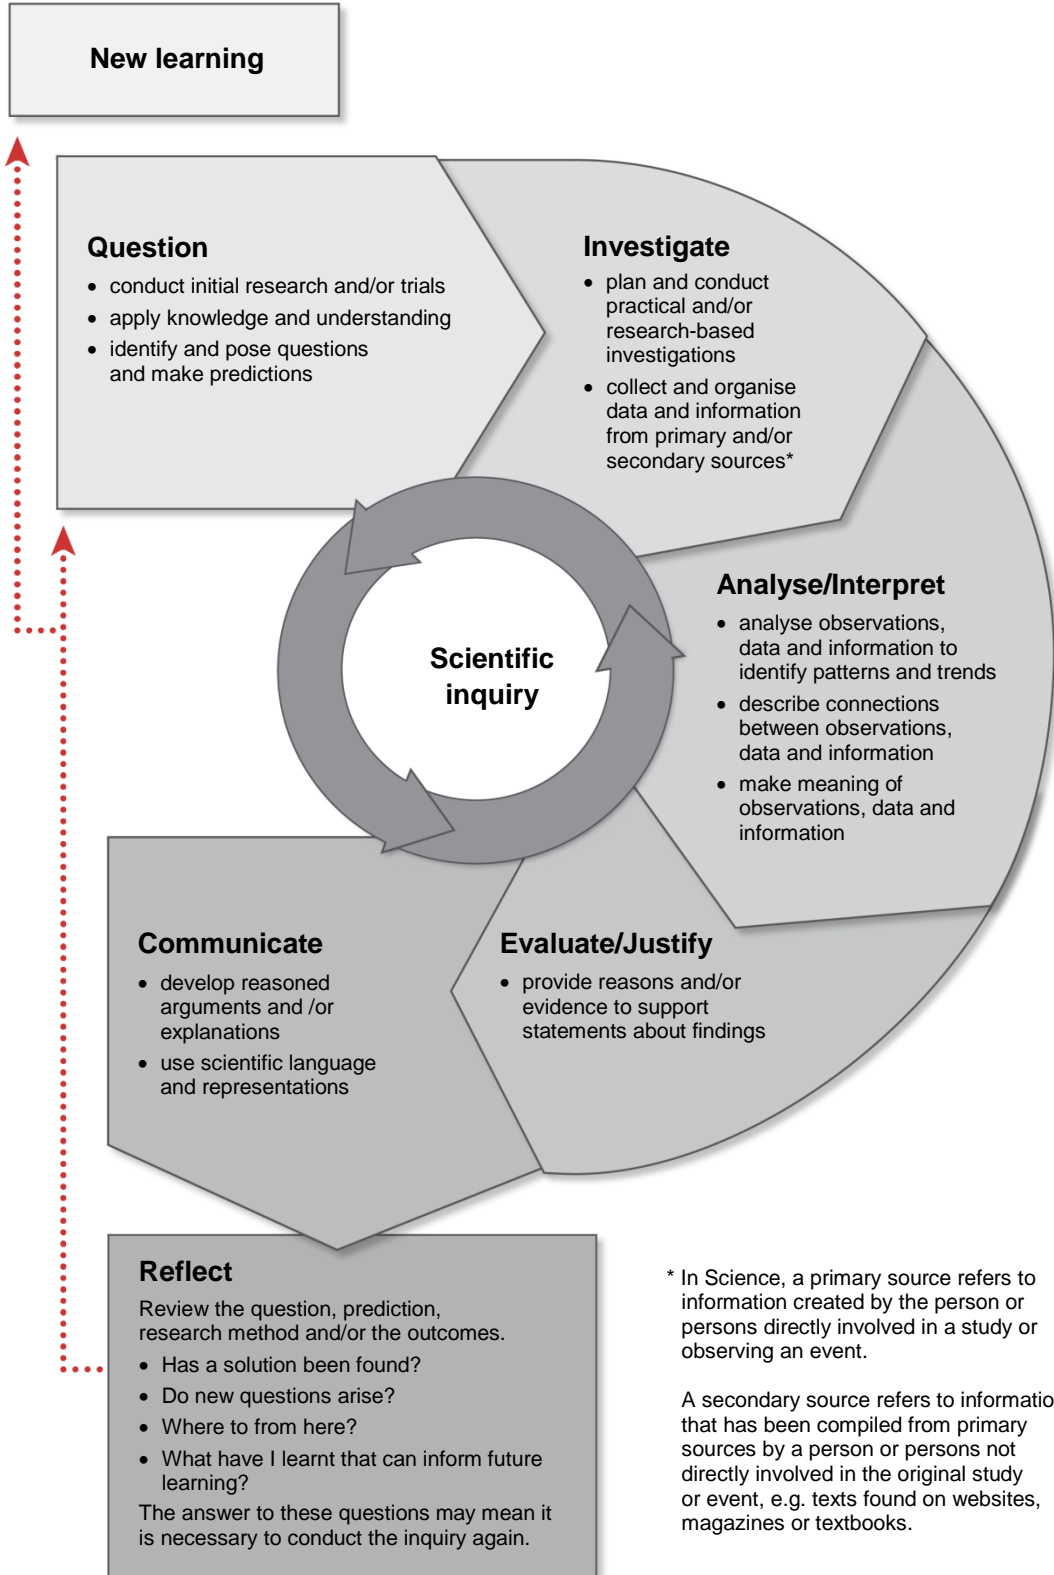 New learning
Question
• conduct initial research and/or trials
• apply knowledge and understanding
• identify and pose questions
and make predictions
Investigate
• plan and conduct
practical and/or
research-based
investigations
• collect and organise
data and information
from primary and/or
secondary sources*
Scientific
inquiry
Analyse/Interpret
• analyse observations,
data and information to
identify patterns and trends
• describe connections
between observations,
data and information
• make meaning of
observations, data and
information
Evaluate/Justify
• provide reasons and/or
evidence to support
statements about findings
Communicate
• develop reasoned
arguments and /or
explanations
• use scientific language
and representations
Reflect
Review the question, prediction,
research method and/or the outcomes.
• Has a solution been found?
• Do new questions arise?
• Where to from here?
• What have I learnt that can inform future
learning?
The answer to these questions may mean it
is necessary to conduct the inquiry again.
* In Science, a primary source refers to
information created by the person or
persons directly involved in a study or
observing an event.
A secondary source refers to informatio
that has been compiled from primary
sources by a person or persons not
directly involved in the original study
or event, e.g. texts found on websites,
magazines or textbooks.